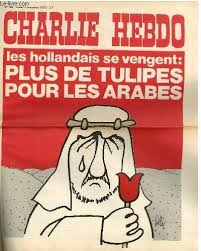 CHARLIE HEBDO
les hollandais se vengent:
PLUS DE TULIPES
POUR LES ARABES